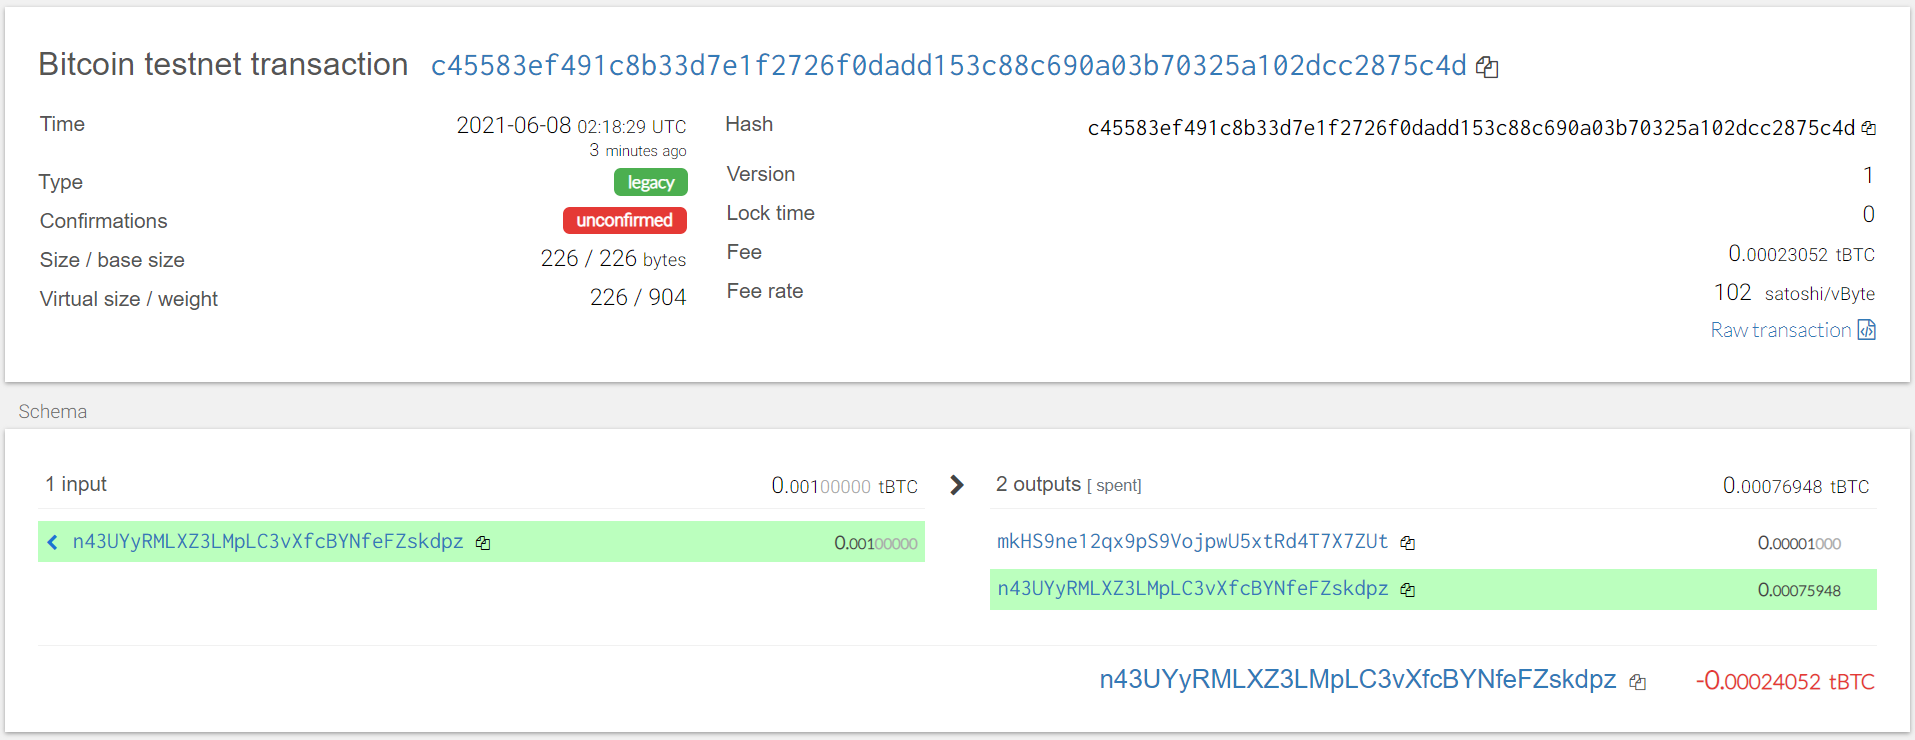 Bitcoin testnet transaction c45583ef491c8b33d7e1f2726f0dadd153c88c690a03b70325a102dcc2875c4d
Time 2021-06-08 02:18:29 UTC
3 minutes ago
Type legacy
Confirmations unconfirmed
Size / base size 226 / 226 bytes
Virtual size / weight 226 / 904
Hash c45583ef491c8b33d7e1f2726f0dadd153c88c690a03b70325a102dcc2875c4d
Version 1
Lock time 0
Fee 0.00023052 tBTC
Fee rate 102 satoshi/vByte
Raw transaction
Schema
1 input 0.00100000 tBTC
n43UYyRMLXZ3LMpLC3vXfcBYNfeFZskdpz 0.00100000
2 outputs [ spent] 0.00076948 tBTC
mkHS9ne12qx9pS9VojpwU5xtRd4T7X7ZUt 0.00001000
n43UYyRMLXZ3LMpLC3vXfcBYNfeFZskdpz 0.00075948
n43UYyRMLXZ3LMpLC3vXfcBYNfeFZskdpz -0.00024052 tBTC